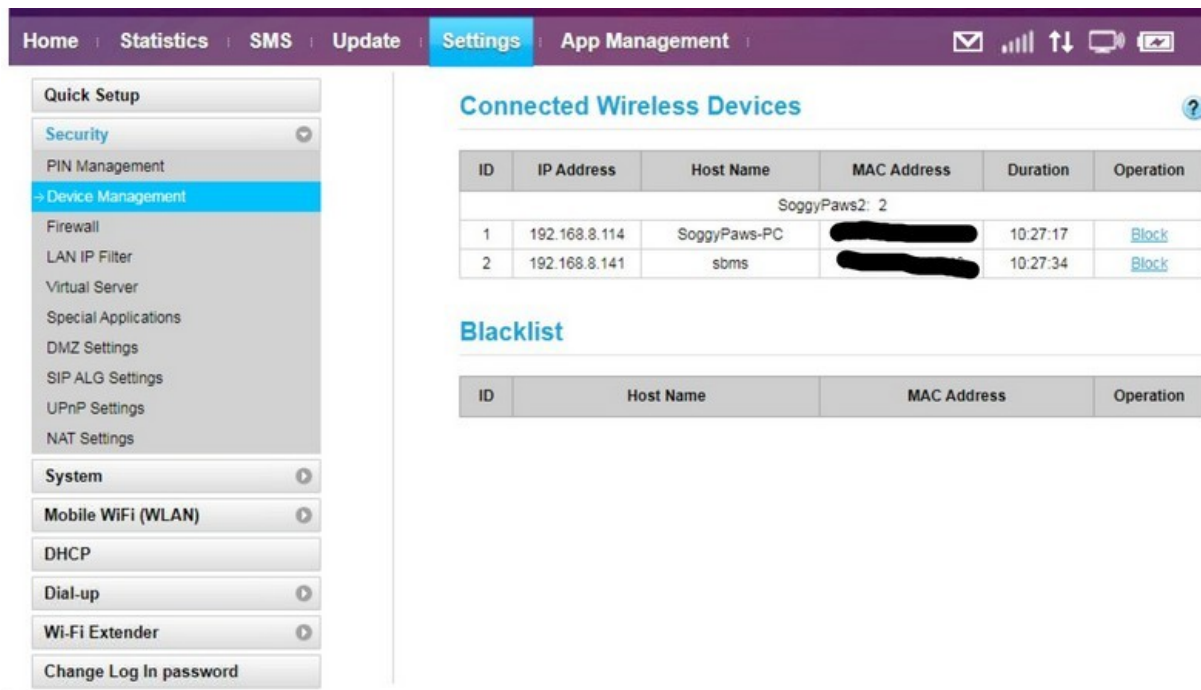 Home Statistics SMS Update Settings App Management
Quick Setup
Security
PIN Management
Device Management
Firewall
LAN IP Filter
Virtual Server
Special Applications
DMZ Settings
SIP ALG Settings
UPnP Settings
NAT Settings
System
Mobile WiFi (WLAN)
DHCP
Dial-up
Wi-Fi Extender
Change Log In password
Connected Wireless Devices
?
ID IP Address Host Name MAC Address Duration Operation
SoggyPaws2: 2
1 192.168.8.114 SoggyPaws-PC 10:27:17 Block
2 192.168.8.141 sbms 10:27:34 Block
Blacklist
ID Host Name MAC Address Operation